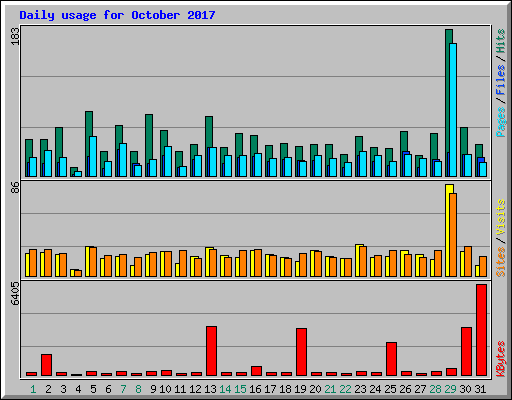 Daily usage for October 2017
183
Pages / Files / Hits
86
Sites / Visits
6405
KBytes
1 2 3 4 5 6 7 8 9 10 11 12 13 14 15 16 17 18 19 20 21 22 23 24 25 26 27 28 29 30 31